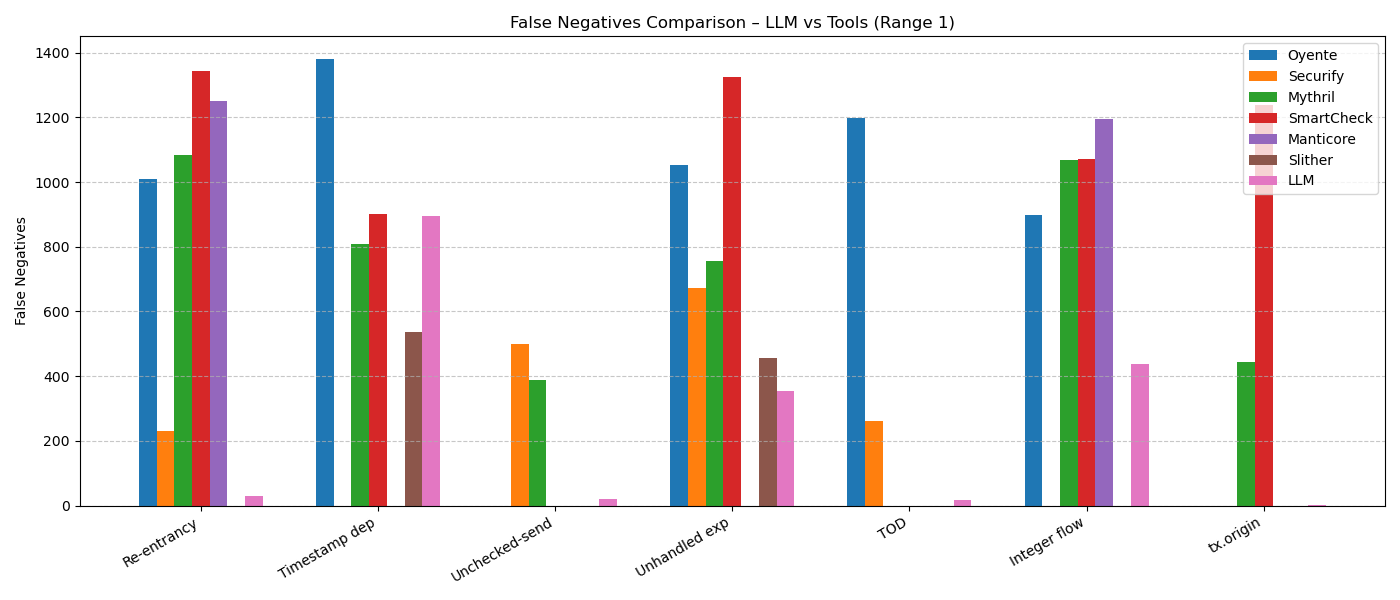 False Negatives Comparison – LLM vs Tools (Range 1)
False Negatives
1400
1200
1000
800
600
400
200
0
Oyente
Securify
Mythril
SmartCheck
Manticore
Slither
LLM
Re-entrancy
Timestamp dep
Unchecked-send
Unhandled exp
TOD
Integer flow
tx.origin